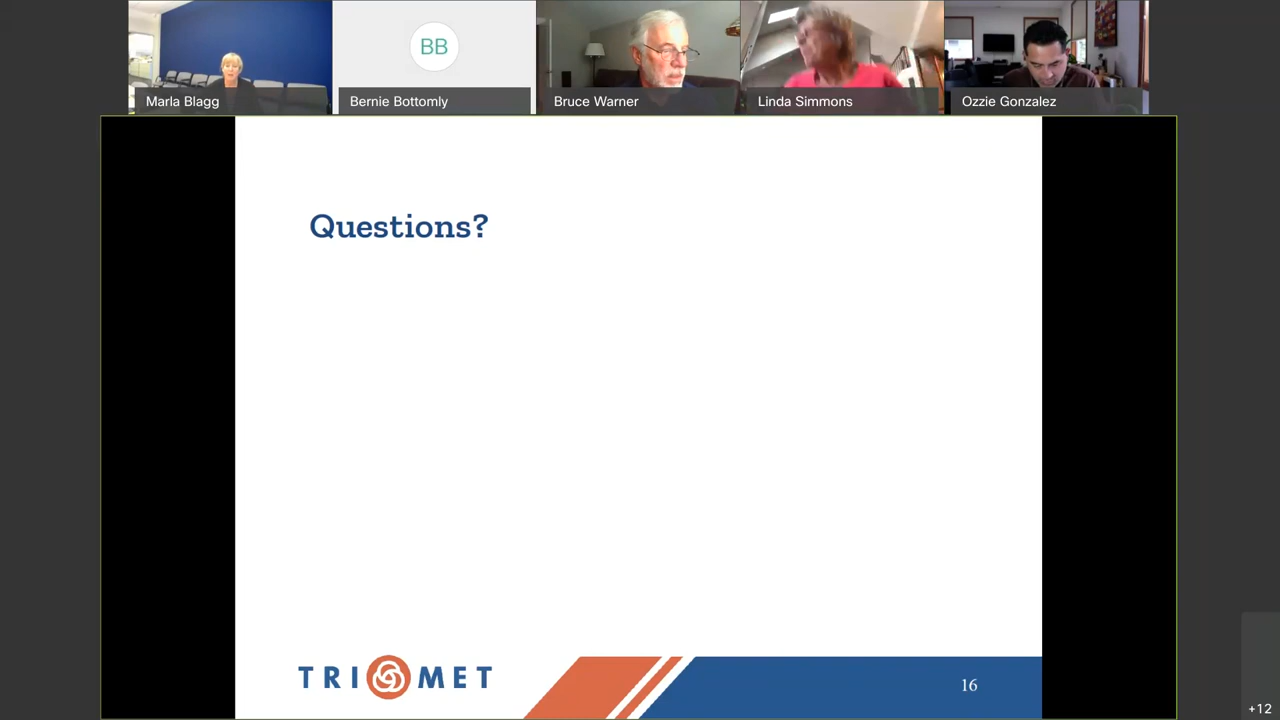 BB
Marla Blagg
Bernie Bottomly
Bruce Warner
Linda Simmons
Ozzie Gonzalez
Questions?
TRI MET
16
+12